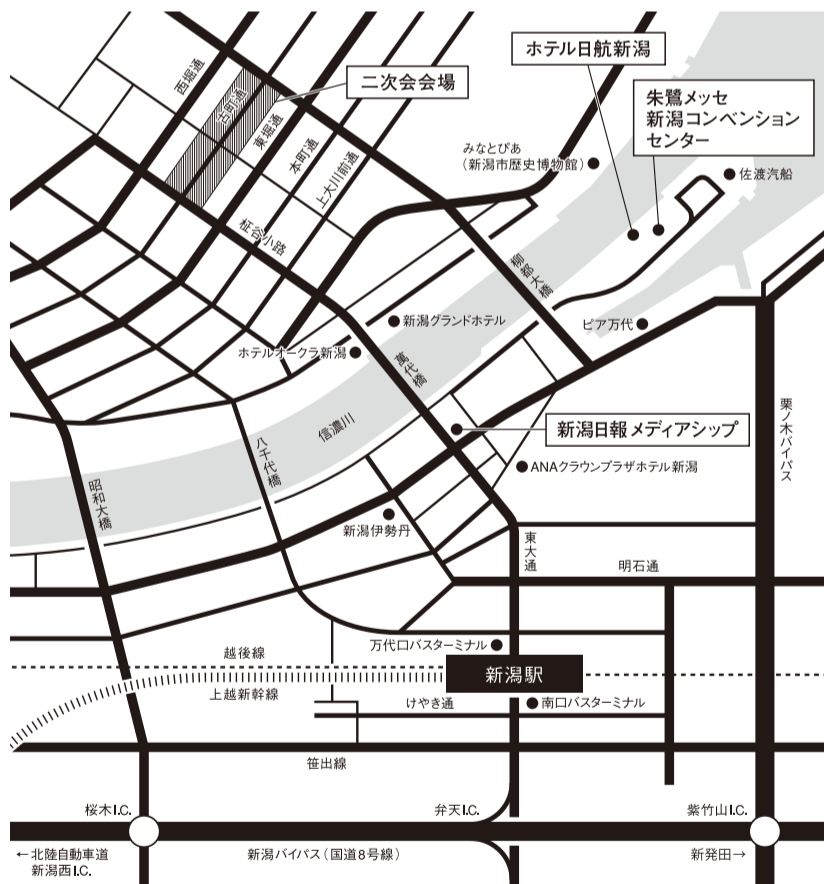 ホテル日航新潟
西堀通
二次会会場
古町通
朱鷺メッセ
新潟コンベンション
センター
東堀通
本町通
みなとぴあ
(新潟市歴史博物館)
上大川前通
佐渡汽船
柾谷小路
柳都大橋
新潟グランドホテル
ピア万代
ホテルオークラ新潟
萬代橋
栗ノ木バイパス
信濃川
新潟日報メディアシップ
八千代橋
ANAクラウンプラザホテル新潟
昭和大橋
新潟伊勢丹
東大通
明石通
万代口バスターミナル
越後線
新潟駅
上越新幹線
けやき通
南口バスターミナル
笹出線
桜木I.C.
弁天I.C.
紫竹山I.C.
←北陸自動車道
新潟西I.C.
新潟バイパス(国道8号線)
新発田→